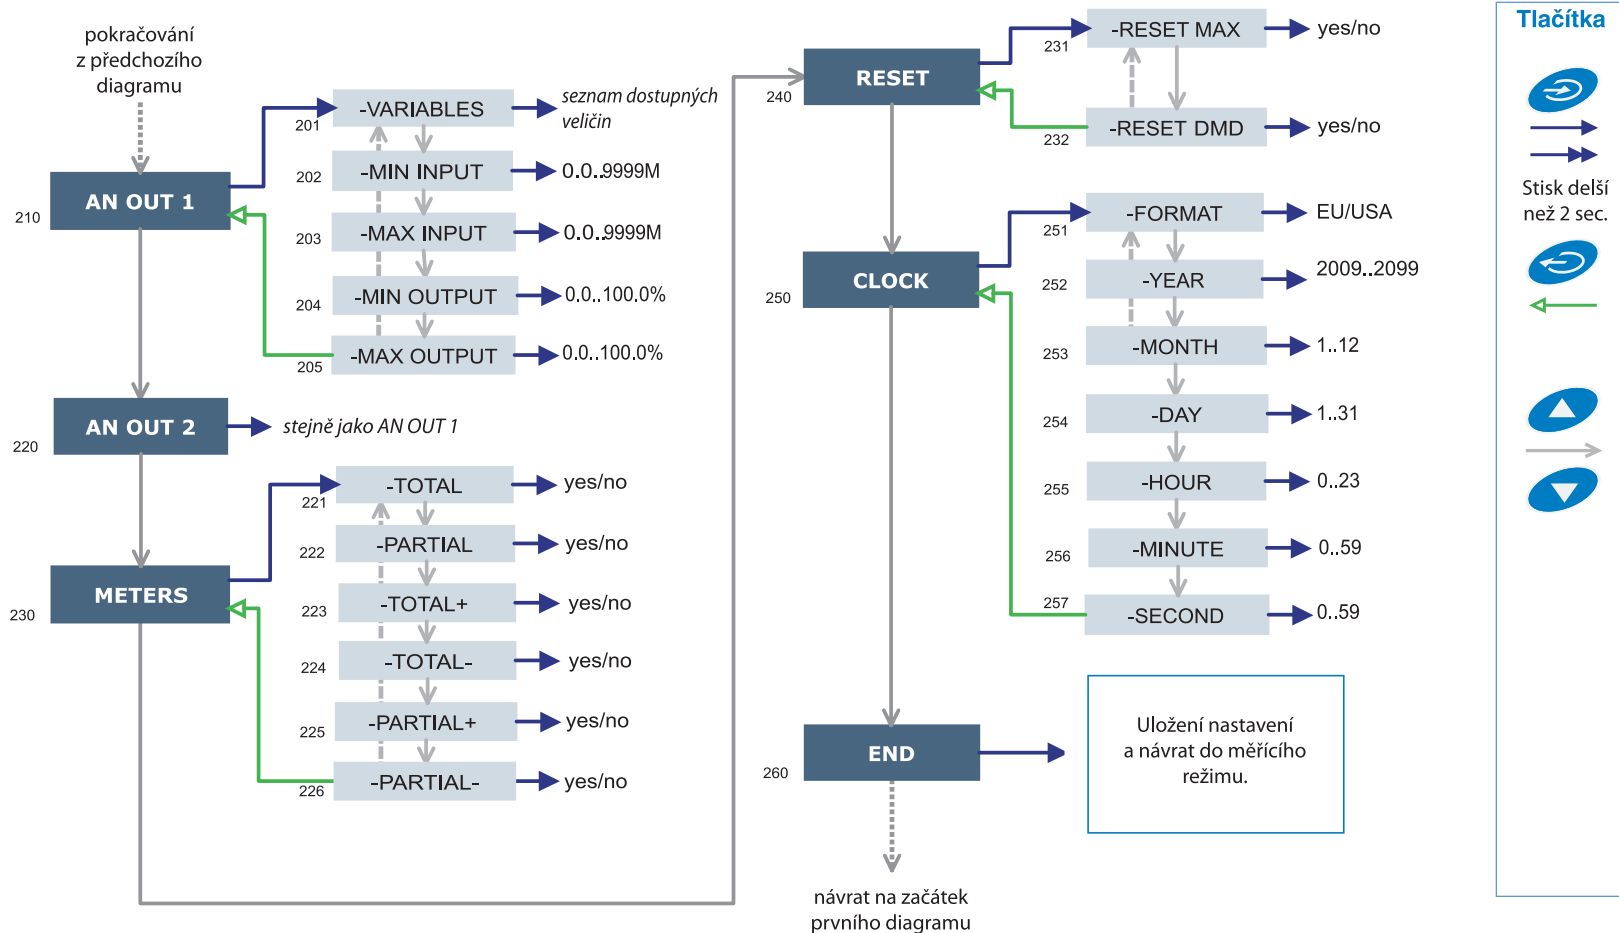 pokračování
z předchozího
diagramu
210
AN OUT 1
201
-VARIABLES
seznam dostupných
veličin
202
-MIN INPUT
0.0..9999M
203
-MAX INPUT
0.0..9999M
204
-MIN OUTPUT
0.0..100.0%
205
-MAX OUTPUT
0.0..100.0%
220
AN OUT 2
stejně jako AN OUT 1
230
METERS
221
-TOTAL
yes/no
222
-PARTIAL
yes/no
223
-TOTAL+
yes/no
224
-TOTAL-
yes/no
225
-PARTIAL+
yes/no
226
-PARTIAL-
yes/no
240
RESET
231
-RESET MAX
yes/no
232
-RESET DMD
yes/no
250
CLOCK
251
-FORMAT
EU/USA
252
-YEAR
2009..2099
253
-MONTH
1..12
254
-DAY
1..31
255
-HOUR
0..23
256
-MINUTE
0..59
257
-SECOND
0..59
260
END
Uložení nastavení
a návrat do měřícího
režimu.
návrat na začátek
prvního diagramu
Tlačítka
Stisk delší
než 2 sec.